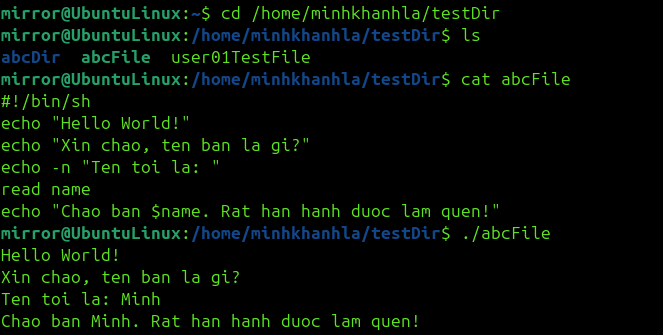 mirror@UbuntuLinux:~$ cd /home/minhkhanhla/testDir
mirror@UbuntuLinux:/home/minhkhanhla/testDir$ ls
abcDir  abcFile  user01TestFile
mirror@UbuntuLinux:/home/minhkhanhla/testDir$ cat abcFile
#!/bin/sh
echo "Hello World!"
echo "Xin chao, ten ban la gi?"
echo -n "Ten toi la: "
read name
echo "Chao ban $name. Rat han hanh duoc lam quen!"
mirror@UbuntuLinux:/home/minhkhanhla/testDir$ ./abcFile
Hello World!
Xin chao, ten ban la gi?
Ten toi la: Minh
Chao ban Minh. Rat han hanh duoc lam quen!